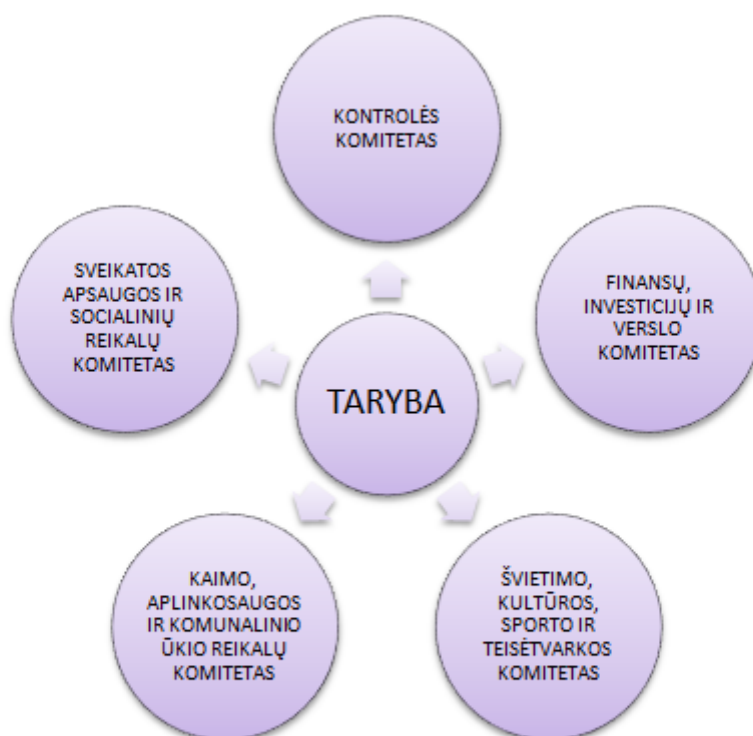 KONTROLĖS
KOMITETAS
SVEIKATOS
APSAUGOS IR
SOCIALINIŲ
REIKALŲ
KOMITETAS
FINANSŲ,
INVESTICIJŲ IR
VERSLO
KOMITETAS
TARYBA
KAIMO,
APLINKOSAUGOS
IR KOMUNALINIO
ŪKIO REIKALŲ
KOMITETAS
ŠVIETIMO,
KULTŪROS,
SPORTO IR
TEISĖTVARKOS
KOMITETAS